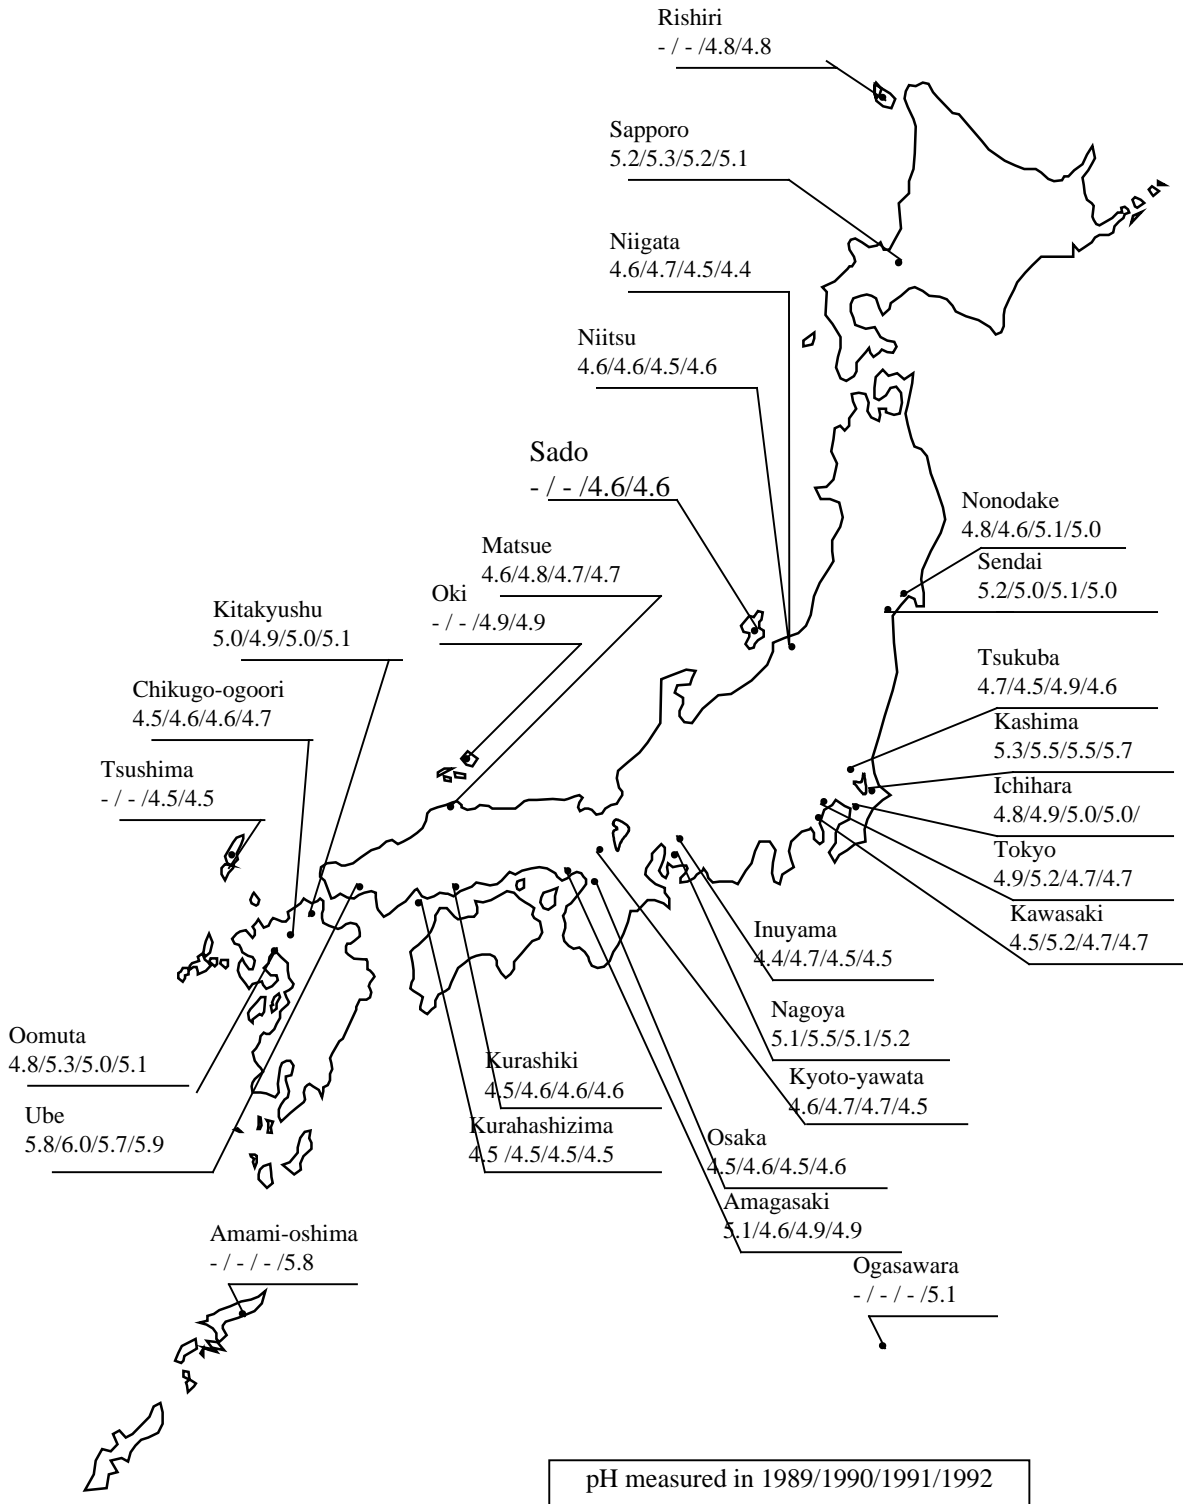 Rishiri
- / - /4.8/4.8
Sapporo
5.2/5.3/5.2/5.1
Niigata
4.6/4.7/4.5/4.4
Niitsu
4.6/4.6/4.5/4.6
Sado
- / - /4.6/4.6
Nonodake
4.8/4.6/5.1/5.0
Matsue
4.6/4.8/4.7/4.7
Sendai
5.2/5.0/5.1/5.0
Oki
- / - /4.9/4.9
Kitakyushu
5.0/4.9/5.0/5.1
Tsukuba
4.7/4.5/4.9/4.6
Chikugo-ogoori
4.5/4.6/4.6/4.7
Kashima
5.3/5.5/5.5/5.7
Tsushima
- / - /4.5/4.5
Ichihara
4.8/4.9/5.0/5.0/
Tokyo
4.9/5.2/4.7/4.7
Kawasaki
4.5/5.2/4.7/4.7
Inuyama
4.4/4.7/4.5/4.5
Nagoya
5.1/5.5/5.1/5.2
Oomuta
4.8/5.3/5.0/5.1
Kurashiki
4.5/4.6/4.6/4.6
Kyoto-yawata
4.6/4.7/4.7/4.5
Ube
5.8/6.0/5.7/5.9
Kurahashizima
4.5 /4.5/4.5/4.5
Osaka
4.5/4.6/4.5/4.6
Amagasaki
5.1/4.6/4.9/4.9
Amami-oshima
- / - / - /5.8
Ogasawara
- / - / - /5.1
pH measured in 1989/1990/1991/1992